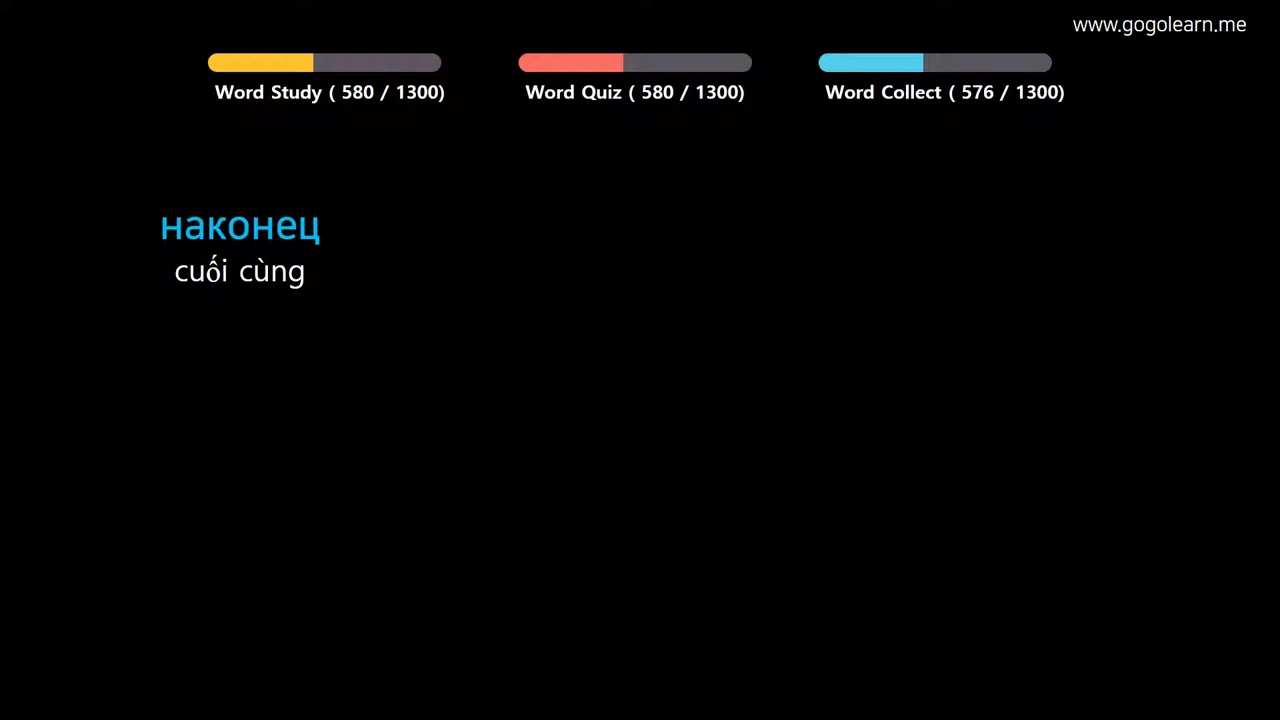 www.gogolearn.me
Word Study ( 580 / 1300)
Word Quiz ( 580 / 1300)
Word Collect ( 576 / 1300)
наконец
cuối cùng